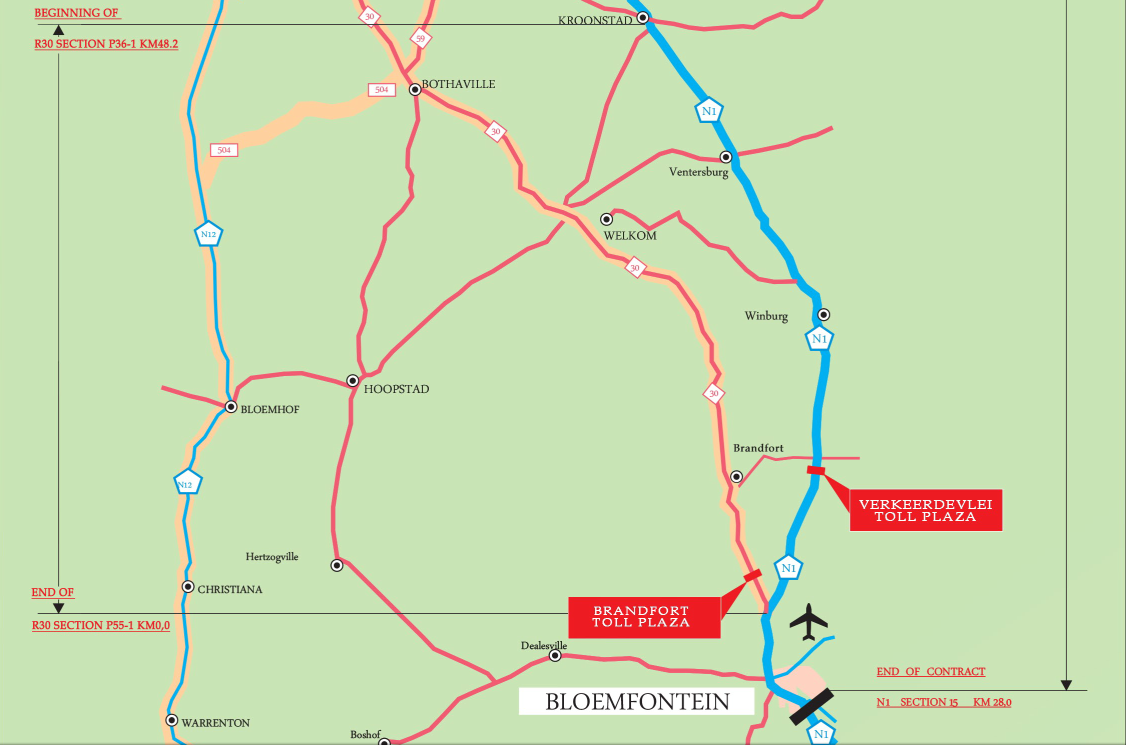 BEGINNING OF
30
KROONSTAD
R30 SECTION P36-1 KM48.2
59
BOTHAVILLE
504
N1
30
504
Ventersburg
N12
WELKOM
30
Winburg
N1
HOOPSTAD
30
BLOEMHOF
Brandfort
N12
VERKEERDEVLEI
TOLL PLAZA
Hertzogville
N1
END OF
CHRISTIANA
BRANDFORT
TOLL PLAZA
R30 SECTION P55-1 KM0,0
Dealesville
END OF CONTRACT
BLOEMFONTEIN
N1 SECTION 15 KM 28.0
WARRENTON
Boshof
N1